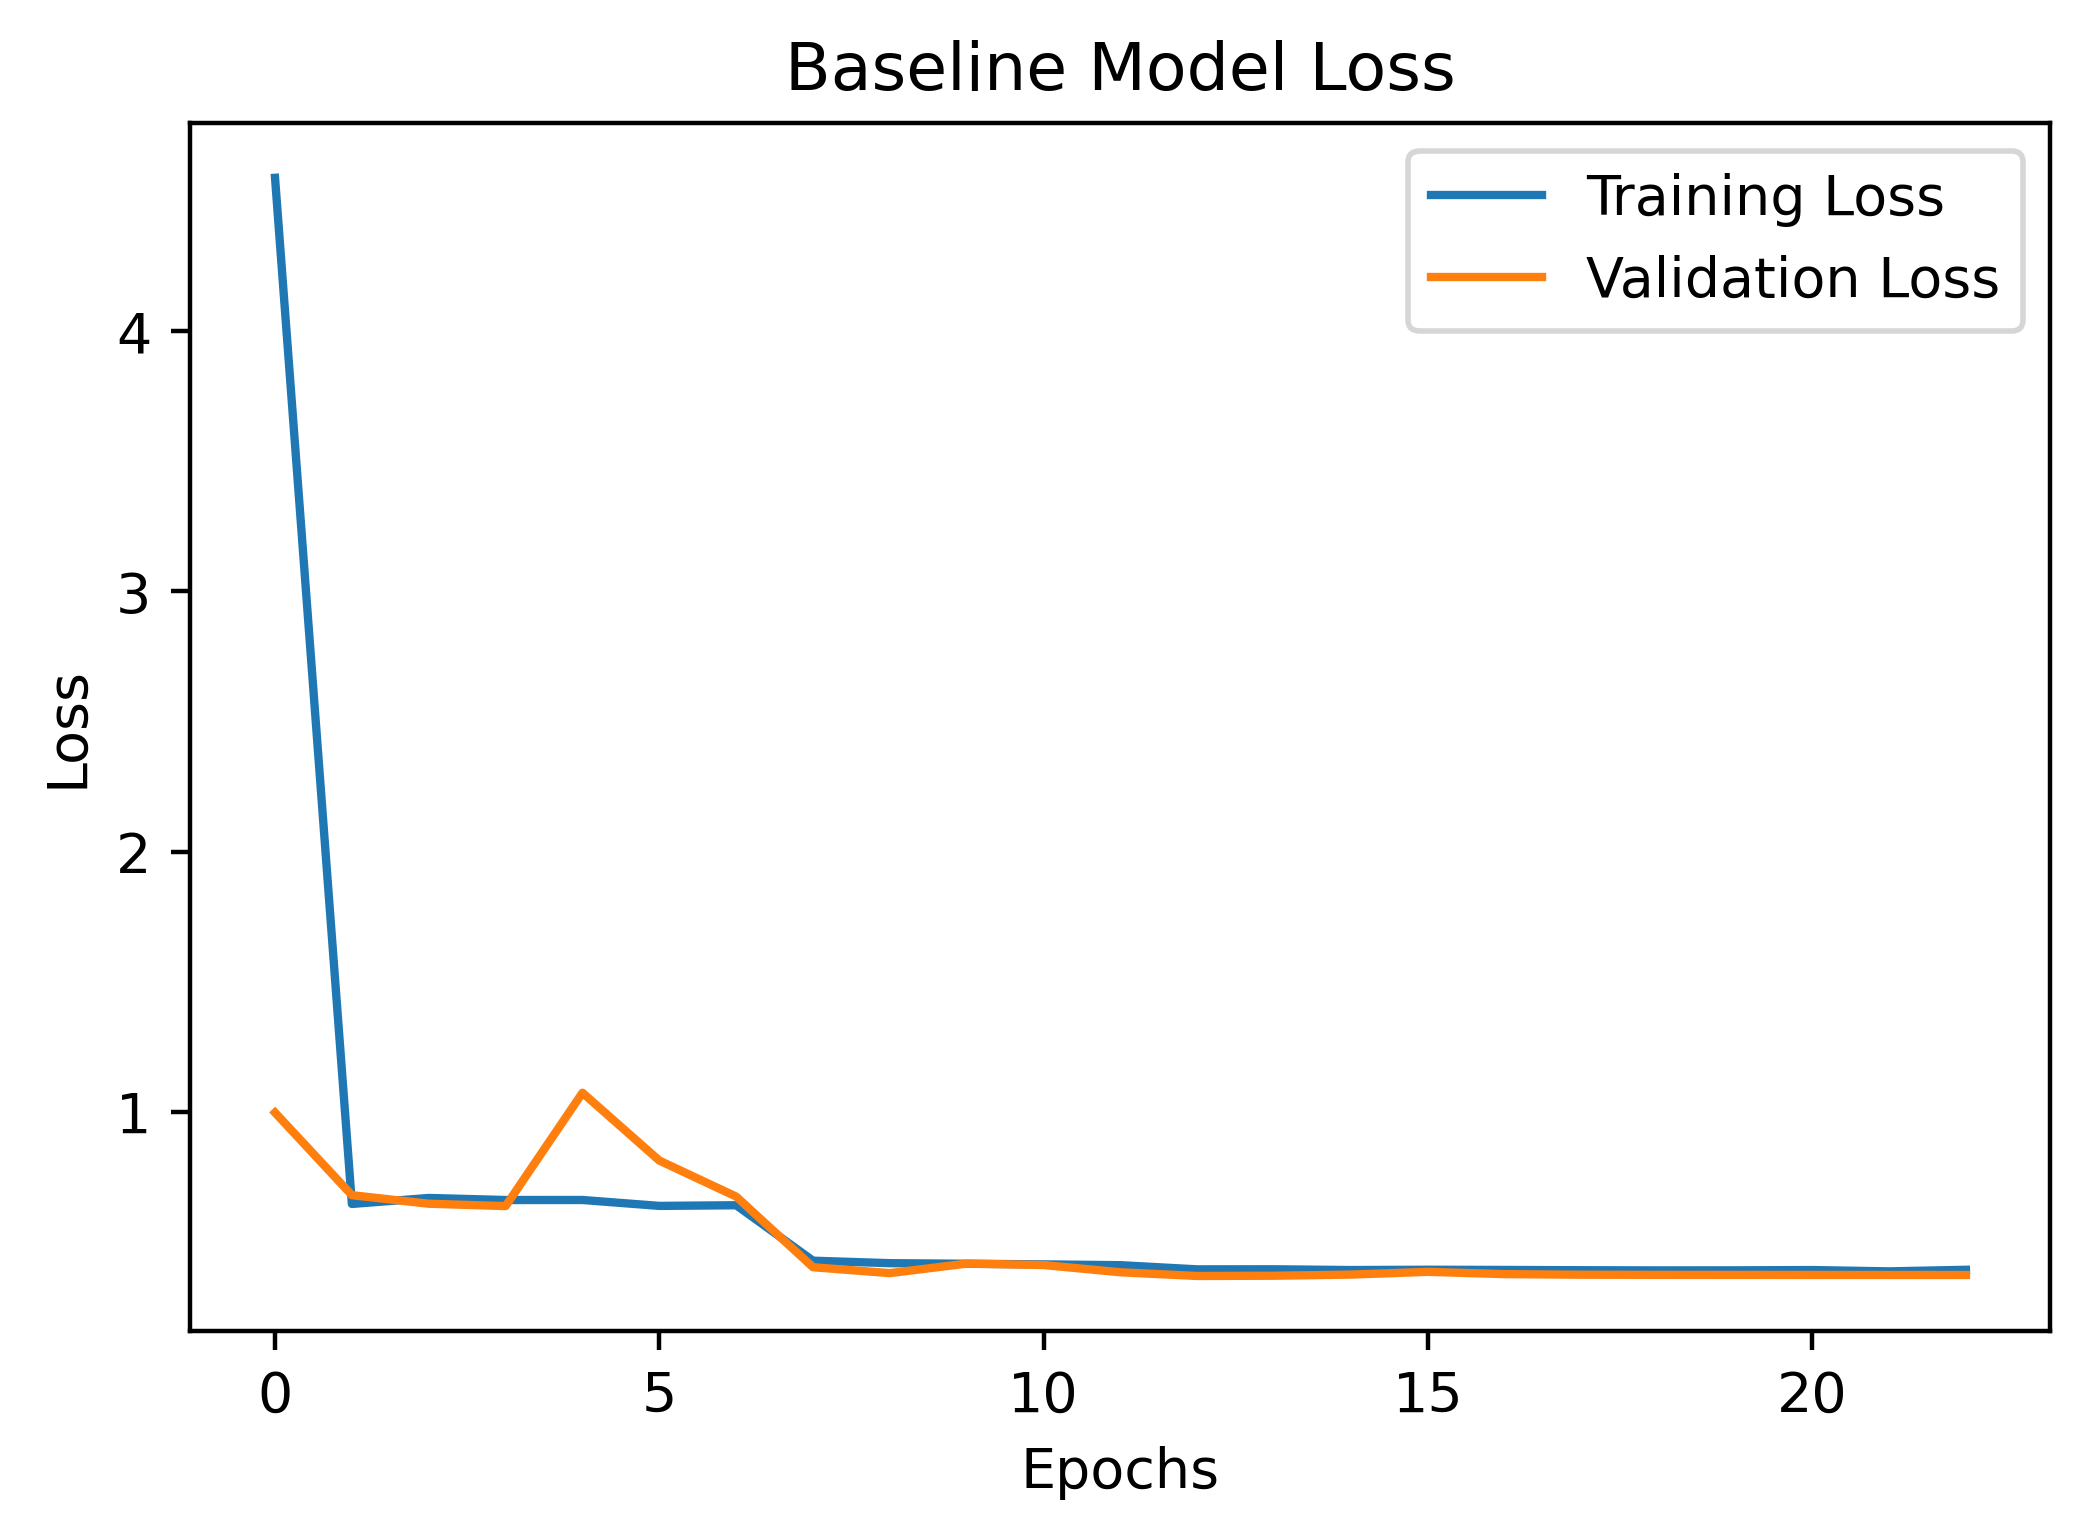 Baseline Model Loss
Training Loss
Validation Loss
4
3
2
1
Loss
0 5 10 15 20
Epochs